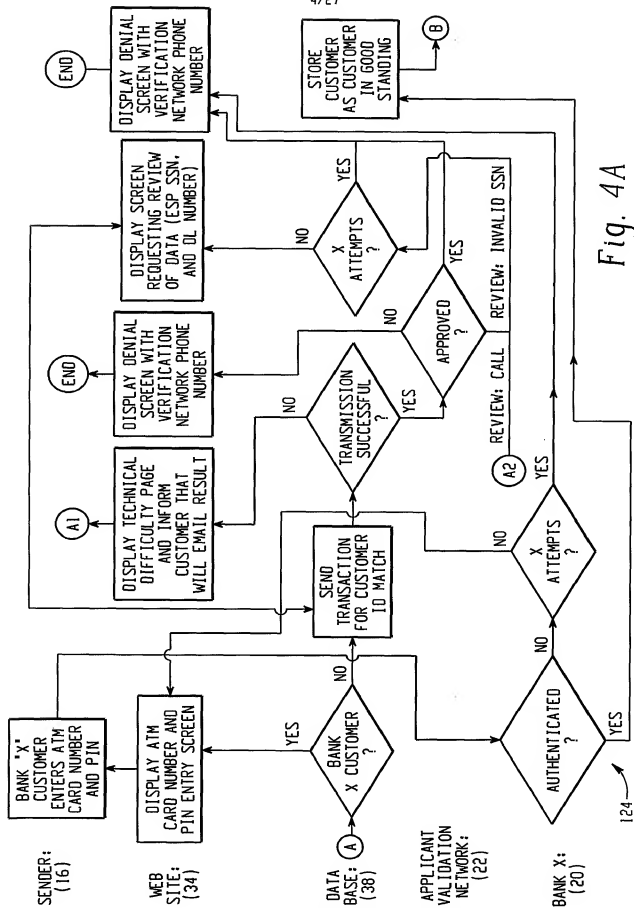 4/27
SENDER:
(16)
BANK "X"
CUSTOMER
ENTERS ATM
CARD NUMBER
AND PIN
WEB
SITE:
(34)
DISPLAY ATM
CARD NUMBER AND
PIN ENTRY SCREEN
DISPLAY TECHNICAL
DIFFICULTY PAGE
AND INFORM
CUSTOMER THAT
WILL EMAIL RESULT
A1
DISPLAY DENIAL
SCREEN WITH
VERIFICATION
NETWORK PHONE
NUMBER
END
DISPLAY SCREEN
REQUESTING REVIEW
OF DATA (ESP SSN.
AND DL NUMBER)
DISPLAY DENIAL
SCREEN WITH
VERIFICATION
NETWORK PHONE
NUMBER
END
DATA
BASE:
(38)
A
BANK
X CUSTOMER
?
YES
NO
SEND
TRANSACTION
FOR CUSTOMER
ID MATCH
TRANSMISSION
SUCCESSFUL
?
NO
YES
X
ATTEMPTS
?
NO
YES
STORE
CUSTOMER
AS CUSTOMER
IN GOOD
STANDING
B
APPLICANT
VALIDATION
NETWORK:
(22)
APPROVED
?
NO
YES
REVIEW: CALL
REVIEW: INVALID SSN
A2
BANK X:
(20)
AUTHENTICATED
?
NO
YES
X
ATTEMPTS
?
NO
YES
124
Fig. 4A